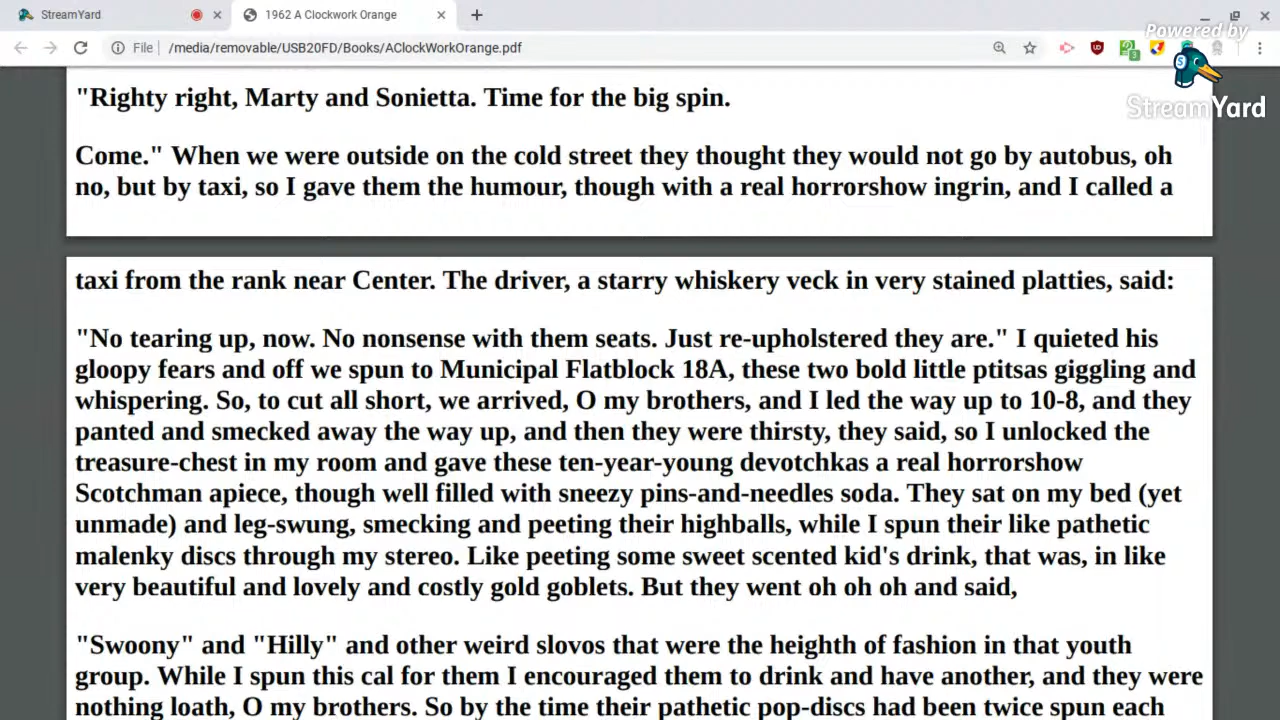 StreamYard
1962 A Clockwork Orange
File
/media/removable/USB20FD/Books/AClockWorkOrange.pdf
Powered by
StreamYard
"Righty right, Marty and Sonietta. Time for the big spin.
Come." When we were outside on the cold street they thought they would not go by autobus, oh
no, but by taxi, so I gave them the humour, though with a real horrorshow ingrin, and I called a
taxi from the rank near Center. The driver, a starry whiskery veck in very stained platties, said:
"No tearing up, now. No nonsense with them seats. Just re-upholstered they are." I quieted his
gloopy fears and off we spun to Municipal Flatblock 18A, these two bold little ptitsas giggling and
whispering. So, to cut all short, we arrived, O my brothers, and I led the way up to 10-8, and they
panted and smecked away the way up, and then they were thirsty, they said, so I unlocked the
treasure-chest in my room and gave these ten-year-young devotchkas a real horrorshow
Scotchman apiece, though well filled with sneezy pins-and-needles soda. They sat on my bed (yet
unmade) and leg-swung, smecking and peeting their highballs, while I spun their like pathetic
malenky discs through my stereo. Like peeting some sweet scented kid's drink, that was, in like
very beautiful and lovely and costly gold goblets. But they went oh oh oh and said,
"Swoony" and "Hilly" and other weird slovos that were the heighth of fashion in that youth
group. While I spun this cal for them I encouraged them to drink and have another, and they were
nothing loath, O my brothers. So by the time their pathetic pop-discs had been twice spun each